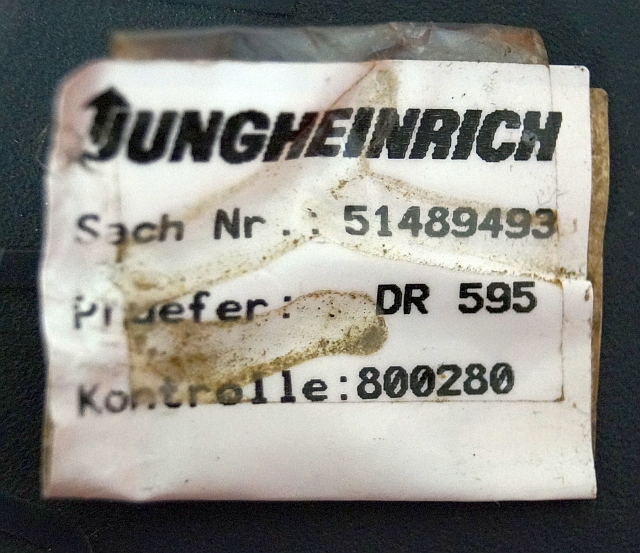 JUNGHEINRICH
Sach Nr.: 51489493
Pruefer: DR 595
Kontrolle:800280